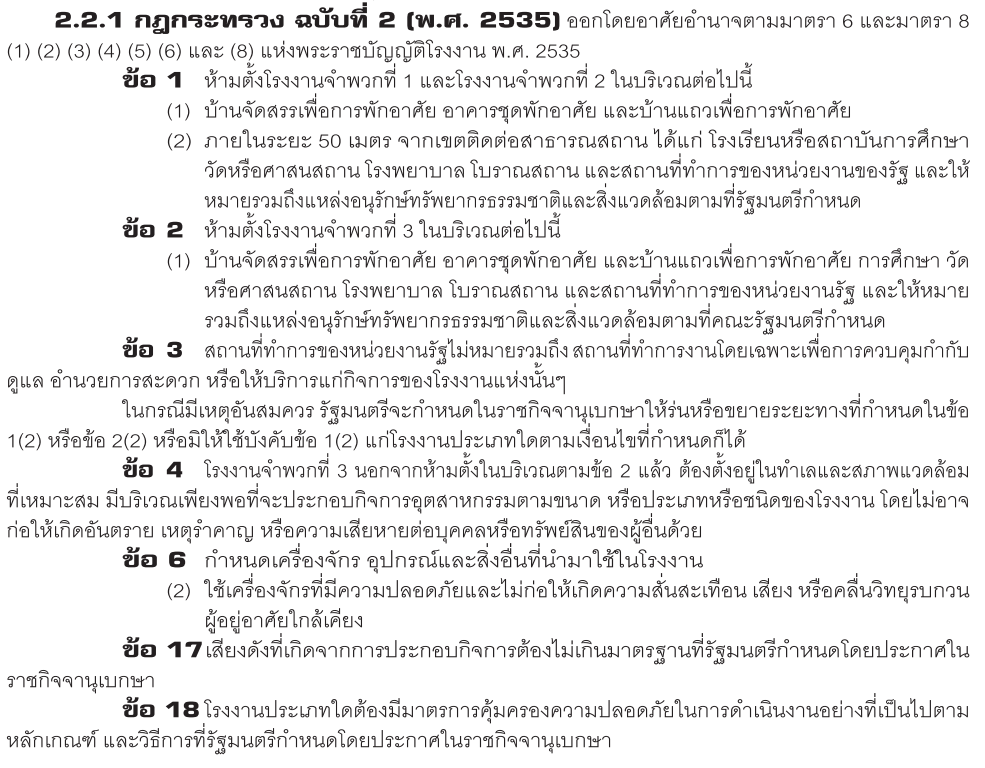 2.2.1 กฎกระทรวง ฉบับที่ 2 (พ.ศ. 2535) ออกโดยอาศัยอำนาจตามมาตรา 6 และมาตรา 8
(1) (2) (3) (4) (5) (6) และ (8) แห่งพระราชบัญญัติโรงงาน พ.ศ. 2535
ข้อ 1 ห้ามตั้งโรงงานจำพวกที่ 1 และโรงงานจำพวกที่ 2 ในบริเวณต่อไปนี้
(1) บ้านจัดสรรเพื่อการพักอาศัย อาคารชุดพักอาศัย และบ้านแถวเพื่อการพักอาศัย
(2) ภายในระยะ 50 เมตร จากเขตติดต่อสาธารณสถาน ได้แก่ โรงเรียนหรือสถาบันการศึกษา
วัดหรือศาสนสถาน โรงพยาบาล โบราณสถาน และสถานที่ทำการของหน่วยงานของรัฐ และให้
หมายรวมถึงแหล่งอนุรักษ์ทรัพยากรธรรมชาติและสิ่งแวดล้อมตามที่รัฐมนตรีกำหนด
ข้อ 2 ห้ามตั้งโรงงานจำพวกที่ 3 ในบริเวณต่อไปนี้
(1) บ้านจัดสรรเพื่อการพักอาศัย อาคารชุดพักอาศัย และบ้านแถวเพื่อการพักอาศัย การศึกษา วัด
หรือศาสนสถาน โรงพยาบาล โบราณสถาน และสถานที่ทำการของหน่วยงานรัฐ และให้หมาย
รวมถึงแหล่งอนุรักษ์ทรัพยากรธรรมชาติและสิ่งแวดล้อมตามที่คณะรัฐมนตรีกำหนด
ข้อ 3 สถานที่ทำการของหน่วยงานรัฐไม่หมายรวมถึง สถานที่ทำการงานโดยเฉพาะเพื่อการควบคุมกำกับ
ดูแล อำนวยการสะดวก หรือให้บริการแก่กิจการของโรงงานแห่งนั้นๆ
ในกรณีมีเหตุอันสมควร รัฐมนตรีจะกำหนดในราชกิจจานุเบกษาให้ร่นหรือขยายระยะทางที่กำหนดในข้อ
1(2) หรือข้อ 2(2) หรือมิให้ใช้บังคับข้อ 1(2) แก่โรงงานประเภทใดตามเงื่อนไขที่กำหนดก็ได้
ข้อ 4 โรงงานจำพวกที่ 3 นอกจากห้ามตั้งในบริเวณตามข้อ 2 แล้ว ต้องตั้งอยู่ในทำเลและสภาพแวดล้อม
ที่เหมาะสม มีบริเวณเพียงพอที่จะประกอบกิจการอุตสาหกรรมตามขนาด หรือประเภทหรือชนิดของโรงงาน โดยไม่อาจ
ก่อให้เกิดอันตราย เหตุรำคาญ หรือความเสียหายต่อบุคคลหรือทรัพย์สินของผู้อื่นด้วย
ข้อ 6 กำหนดเครื่องจักร อุปกรณ์และสิ่งอื่นที่นำมาใช้ในโรงงาน
(2) ใช้เครื่องจักรที่มีความปลอดภัยและไม่ก่อให้เกิดความสั่นสะเทือน เสียง หรือคลื่นวิทยุรบกวน
ผู้อยู่อาศัยใกล้เคียง
ข้อ 17 เสียงดังที่เกิดจากการประกอบกิจการต้องไม่เกินมาตรฐานที่รัฐมนตรีกำหนดโดยประกาศใน
ราชกิจจานุเบกษา
ข้อ 18 โรงงานประเภทใดต้องมีมาตรการคุ้มครองความปลอดภัยในการดำเนินงานอย่างที่เป็นไปตาม
หลักเกณฑ์ และวิธีการที่รัฐมนตรีกำหนดโดยประกาศในราชกิจจานุเบกษา